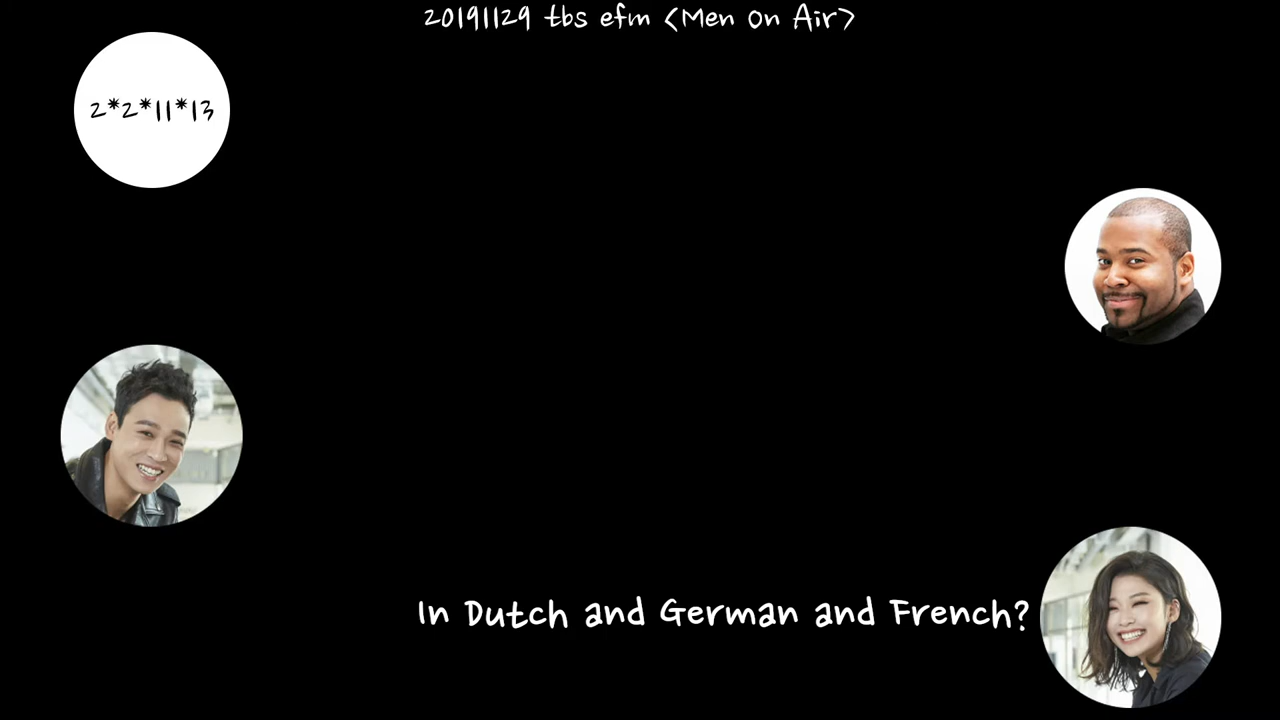 20191129 tbs efm <Men On Air>
2*2*11*13
In Dutch and German and French?